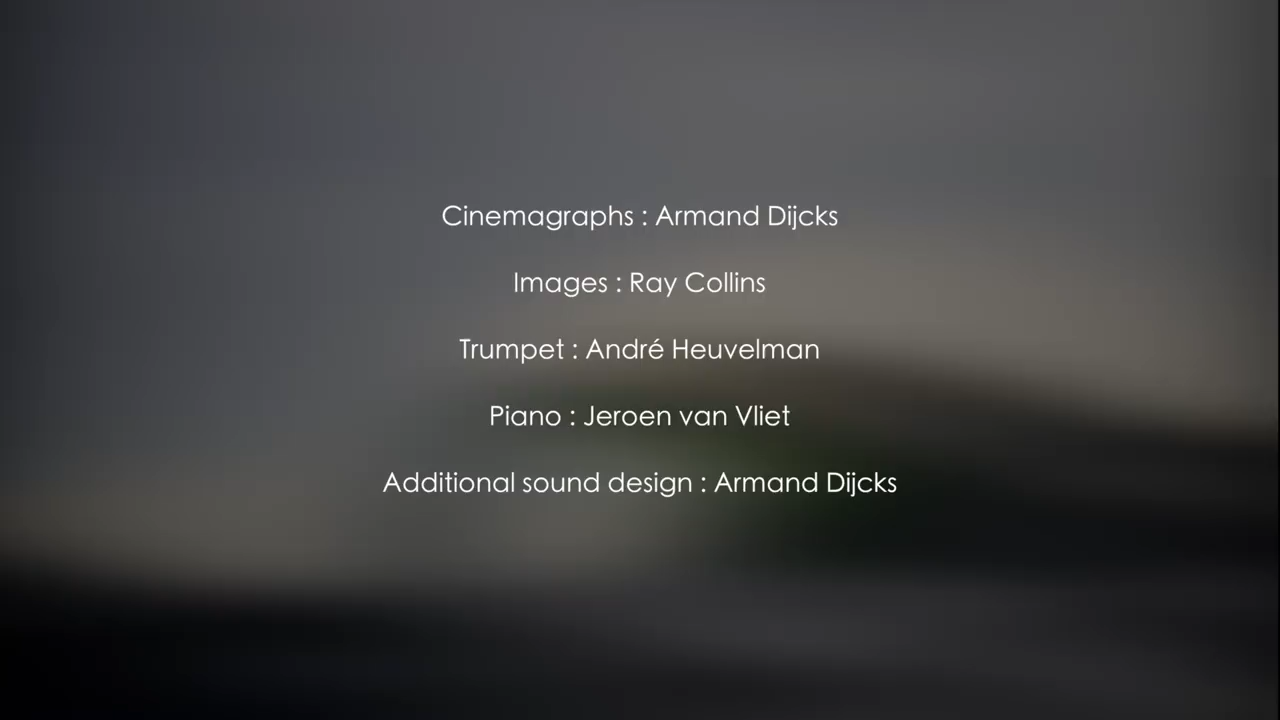 Cinemagraphs : Armand Dijcks
Images : Ray Collins
Trumpet : André Heuvelman
Piano : Jeroen van Vliet
Additional sound design : Armand Dijcks